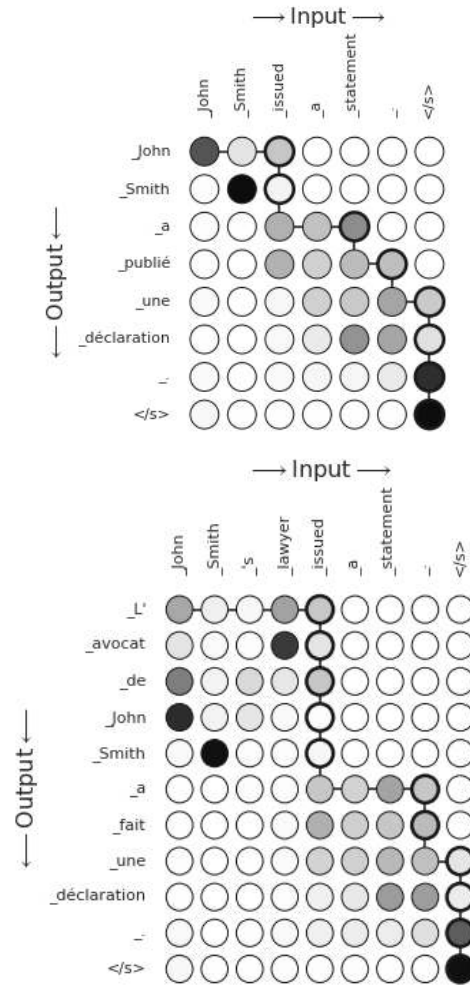 Input
_John
_Smith
_issued
_a
_statement
_.
</s>
Output
_John
_Smith
_a
_publié
_une
_déclaration
_.
</s>
Input
_John
_Smith
_'s
_lawyer
_issued
_a
_statement
_.
</s>
Output
_L'
_avocat
_de
_John
_Smith
_a
_fait
_une
_déclaration
_.
</s>